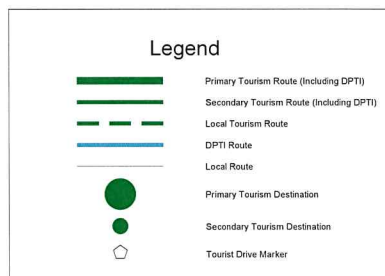 Legend
Primary Tourism Route (Including DPTI)
Secondary Tourism Route (Including DPTI)
Local Tourism Route
DPTI Route
Local Route
Primary Tourism Destination
Secondary Tourism Destination
Tourist Drive Marker